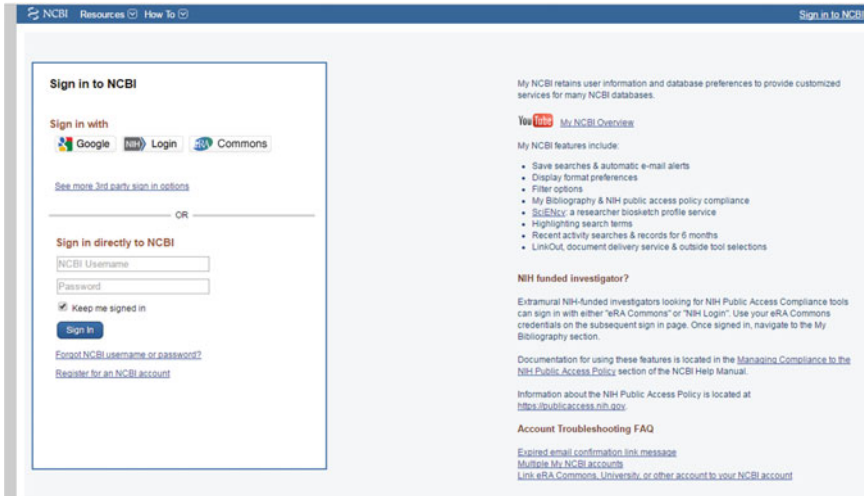 NCBI Resources How To Sign in to NCBI
Sign in to NCBI
Sign in with
Google NIH Login eRA Commons
See more 3rd party sign in options
OR
Sign in directly to NCBI
NCBI Username
Password
Keep me signed in
Sign In
Forgot NCBI username or password?
Register for an NCBI account
My NCBI retains user information and database preferences to provide customized
services for many NCBI databases.
YouTube My NCBI Overview
My NCBI features include:
• Save searches & automatic e-mail alerts
• Display format preferences
• Filter options
• My Bibliography & NIH public access policy compliance
• SciENcv: a researcher biosketch profile service
• Highlighting search terms
• Recent activity searches & records for 6 months
• LinkOut, document delivery service & outside tool selections
NIH funded investigator?
Extramural NIH-funded investigators looking for NIH Public Access Compliance tools
can sign in with either "eRA Commons" or "NIH Login". Use your eRA Commons
credentials on the subsequent sign in page. Once signed in, navigate to the My
Bibliography section.
Documentation for using these features is located in the Managing Compliance to the
NIH Public Access Policy section of the NCBI Help Manual.
Information about the NIH Public Access Policy is located at
https://publicaccess.nih.gov.
Account Troubleshooting FAQ
Expired email confirmation link message
Multiple My NCBI accounts
Link eRA Commons, University, or other account to your NCBI account